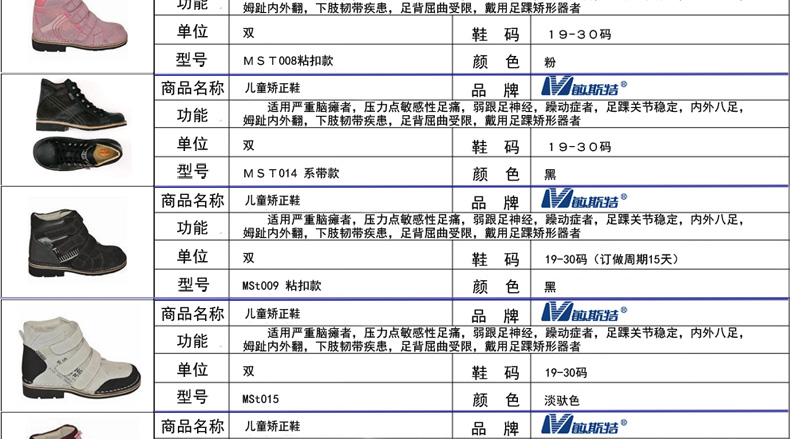 功能 姆趾内外翻，下肢韧带疾患，足背屈曲受限，戴用足踝矫形器者
单位 双 鞋 码 19-30码
型号 MST008粘扣款 颜 色 粉
商品名称 儿童矫正鞋 品 牌 敏斯特®
功能 适用严重脑瘫者，压力点敏感性足痛，弱跟足神经，躁动症者，足踝关节稳定，内外八足，
姆趾内外翻，下肢韧带疾患，足背屈曲受限，戴用足踝矫形器者
单位 双 鞋 码 19-30码
型号 MST014 系带款 颜 色 黑
商品名称 儿童矫正鞋 品 牌 敏斯特®
功能 适用严重脑瘫者，压力点敏感性足痛，弱跟足神经，躁动症者，足踝关节稳定，内外八足，
姆趾内外翻，下肢韧带疾患，足背屈曲受限，戴用足踝矫形器者
单位 双 鞋 码 19-30码（订做周期15天）
型号 MSt009 粘扣款 颜 色 黑
商品名称 儿童矫正鞋 品 牌 敏斯特®
功能 适用严重脑瘫者，压力点敏感性足痛，弱跟足神经，躁动症者，足踝关节稳定，内外八足，
姆趾内外翻，下肢韧带疾患，足背屈曲受限，戴用足踝矫形器者
单位 双 鞋 码 19-30码
型号 MSt015 颜 色 淡驮色
商品名称 儿童矫正鞋 品 牌 敏斯特®